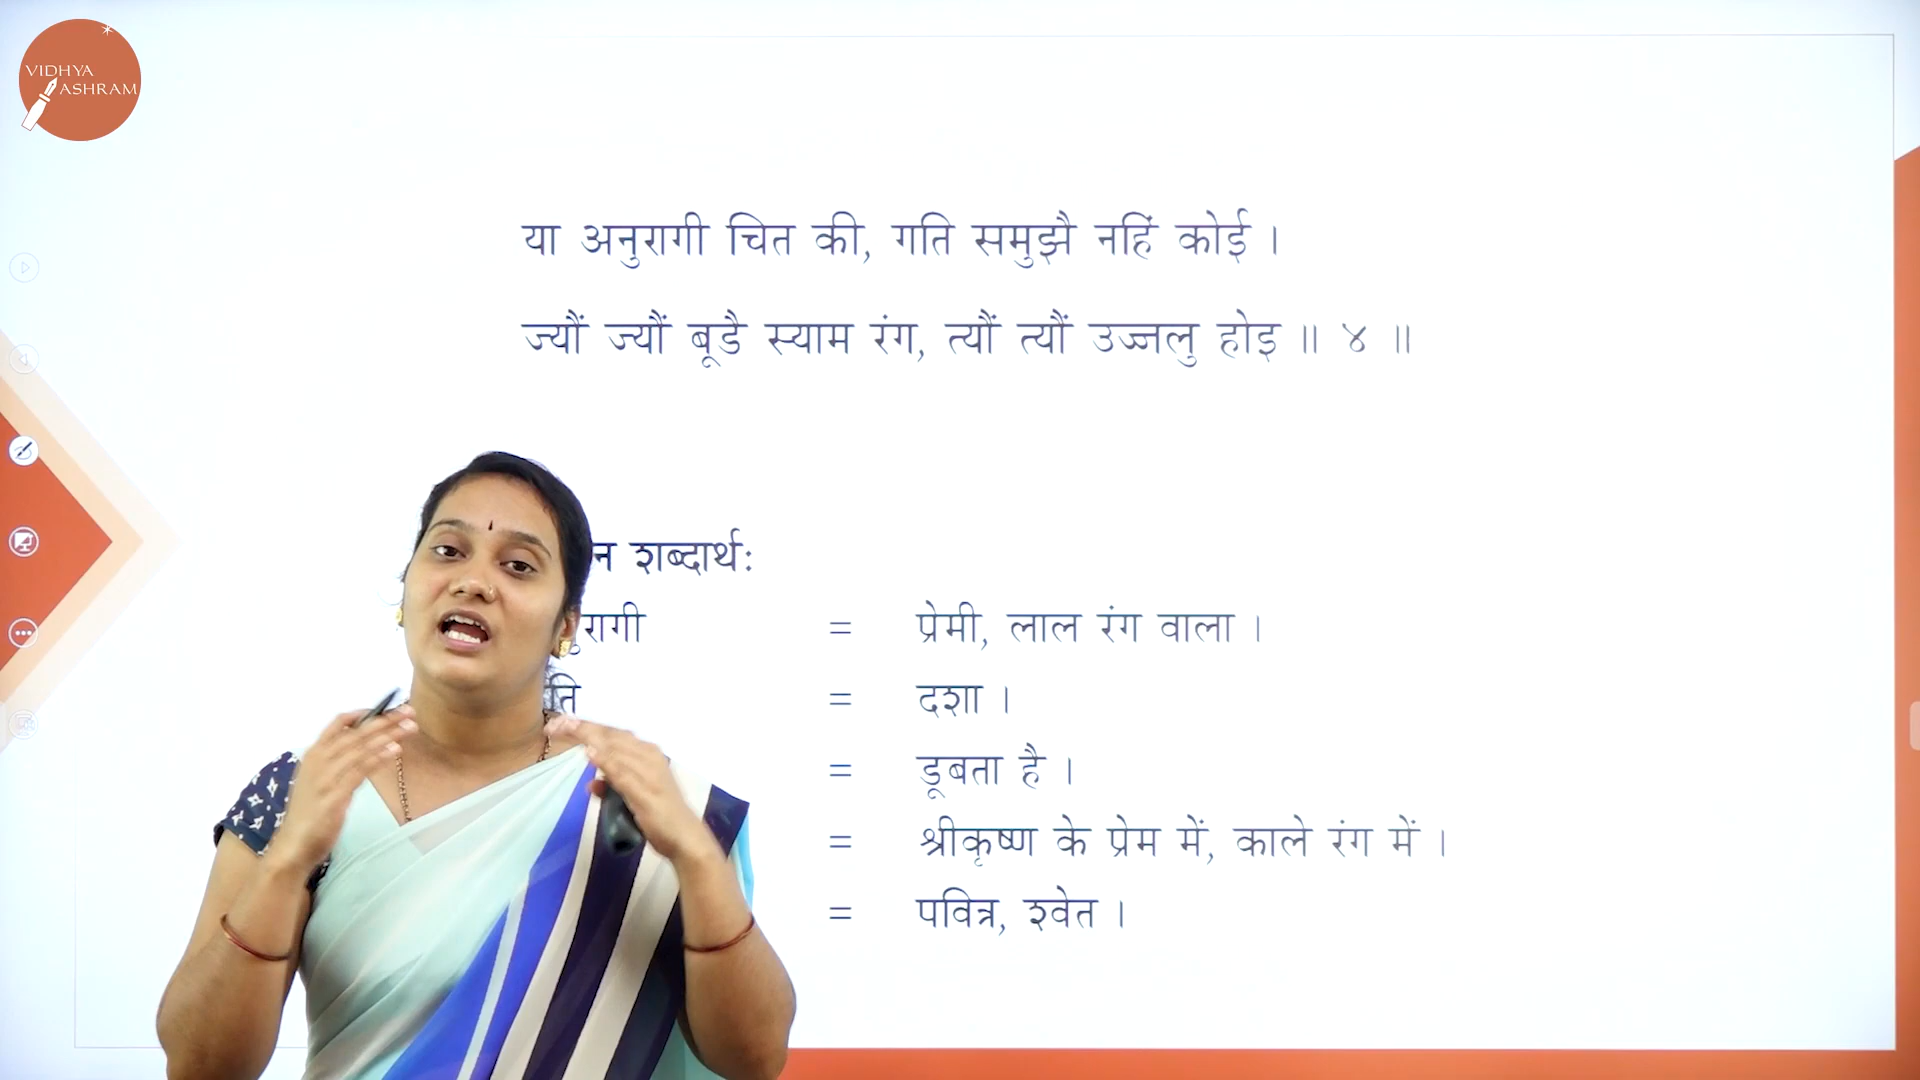 VIDHYA
ASHRAM
या अनुरागी चित की, गति समुझै नहिं कोई ।
ज्यौं ज्यौं बूडै स्याम रंग, त्यौं त्यौं उज्जलु होइ ॥ ४ ॥
शब्दार्थ:
= प्रेमी, लाल रंग वाला ।
= दशा ।
= डूबता है ।
= श्रीकृष्ण के प्रेम में, काले रंग में ।
= पवित्र, श्वेत ।